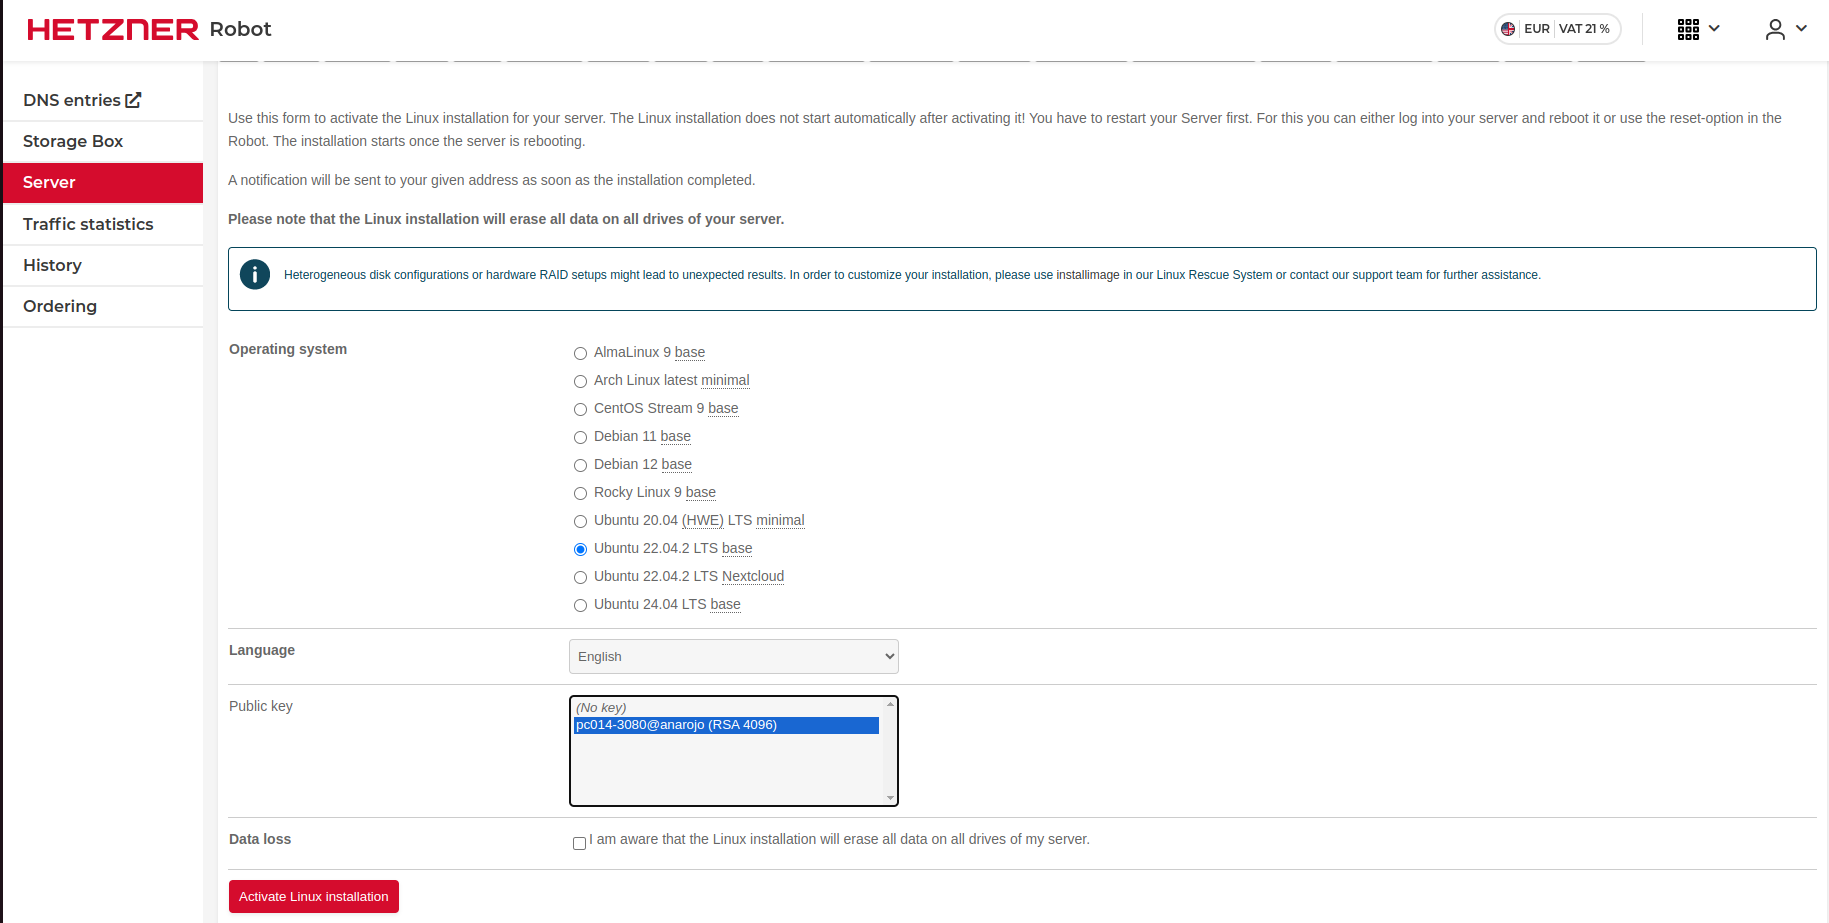 HETZNER Robot
EUR VAT 21 %
DNS entries
Storage Box
Server
Traffic statistics
History
Ordering
Use this form to activate the Linux installation for your server. The Linux installation does not start automatically after activating it! You have to restart your Server first. For this you can either log into your server and reboot it or use the reset-option in the
Robot. The installation starts once the server is rebooting.
A notification will be sent to your given address as soon as the installation completed.
Please note that the Linux installation will erase all data on all drives of your server.
Heterogeneous disk configurations or hardware RAID setups might lead to unexpected results. In order to customize your installation, please use installimage in our Linux Rescue System or contact our support team for further assistance.
Operating system
AlmaLinux 9 base
Arch Linux latest minimal
CentOS Stream 9 base
Debian 11 base
Debian 12 base
Rocky Linux 9 base
Ubuntu 20.04 (HWE) LTS minimal
Ubuntu 22.04.2 LTS base
Ubuntu 22.04.2 LTS Nextcloud
Ubuntu 24.04 LTS base
Language
English
Public key
(No key)
pc014-3080@anarojo (RSA 4096)
Data loss
I am aware that the Linux installation will erase all data on all drives of my server.
Activate Linux installation